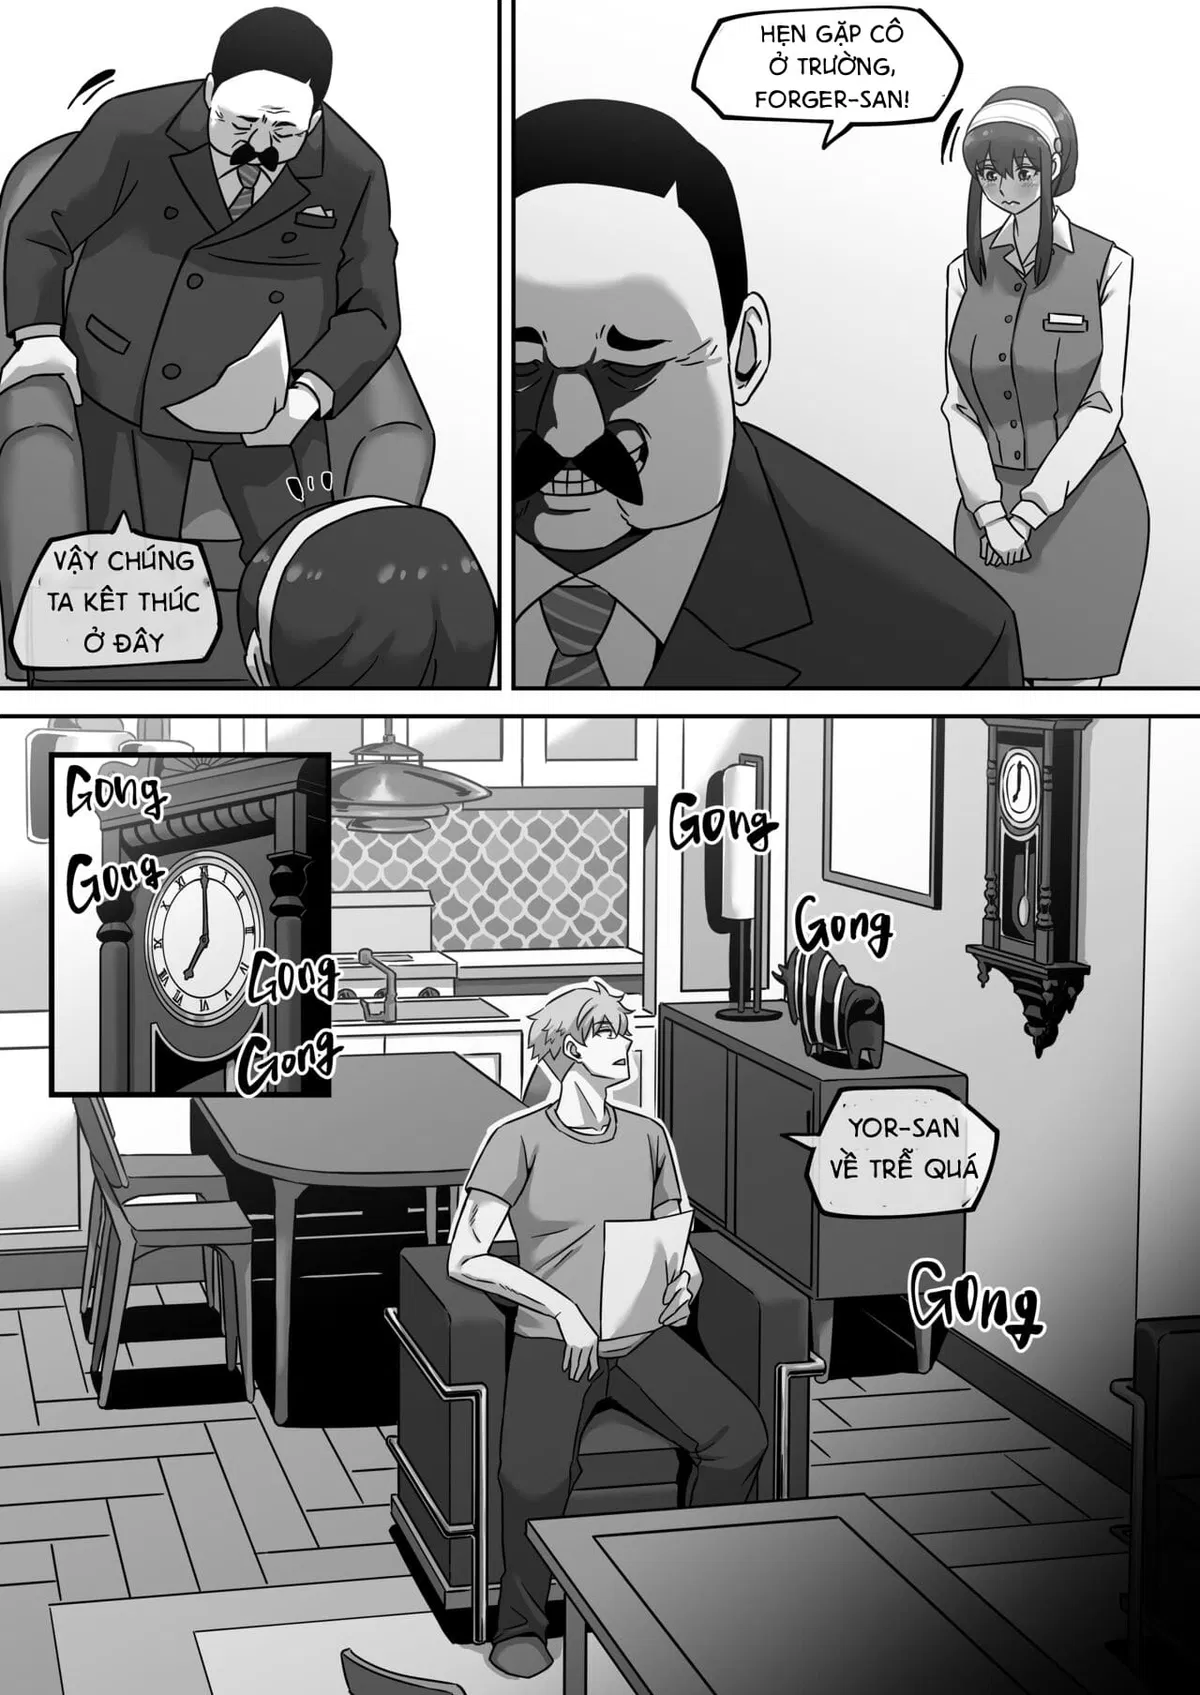 VẬY CHÚNG
TA KẾT THÚC
Ở ĐÂY
HẸN GẶP CÔ
Ở TRƯỜNG,
FORGER-SAN!
GONG
GONG
GONG
GONG
GONG
GONG
YOR-SAN
VỀ TRỄ QUÁ
GONG